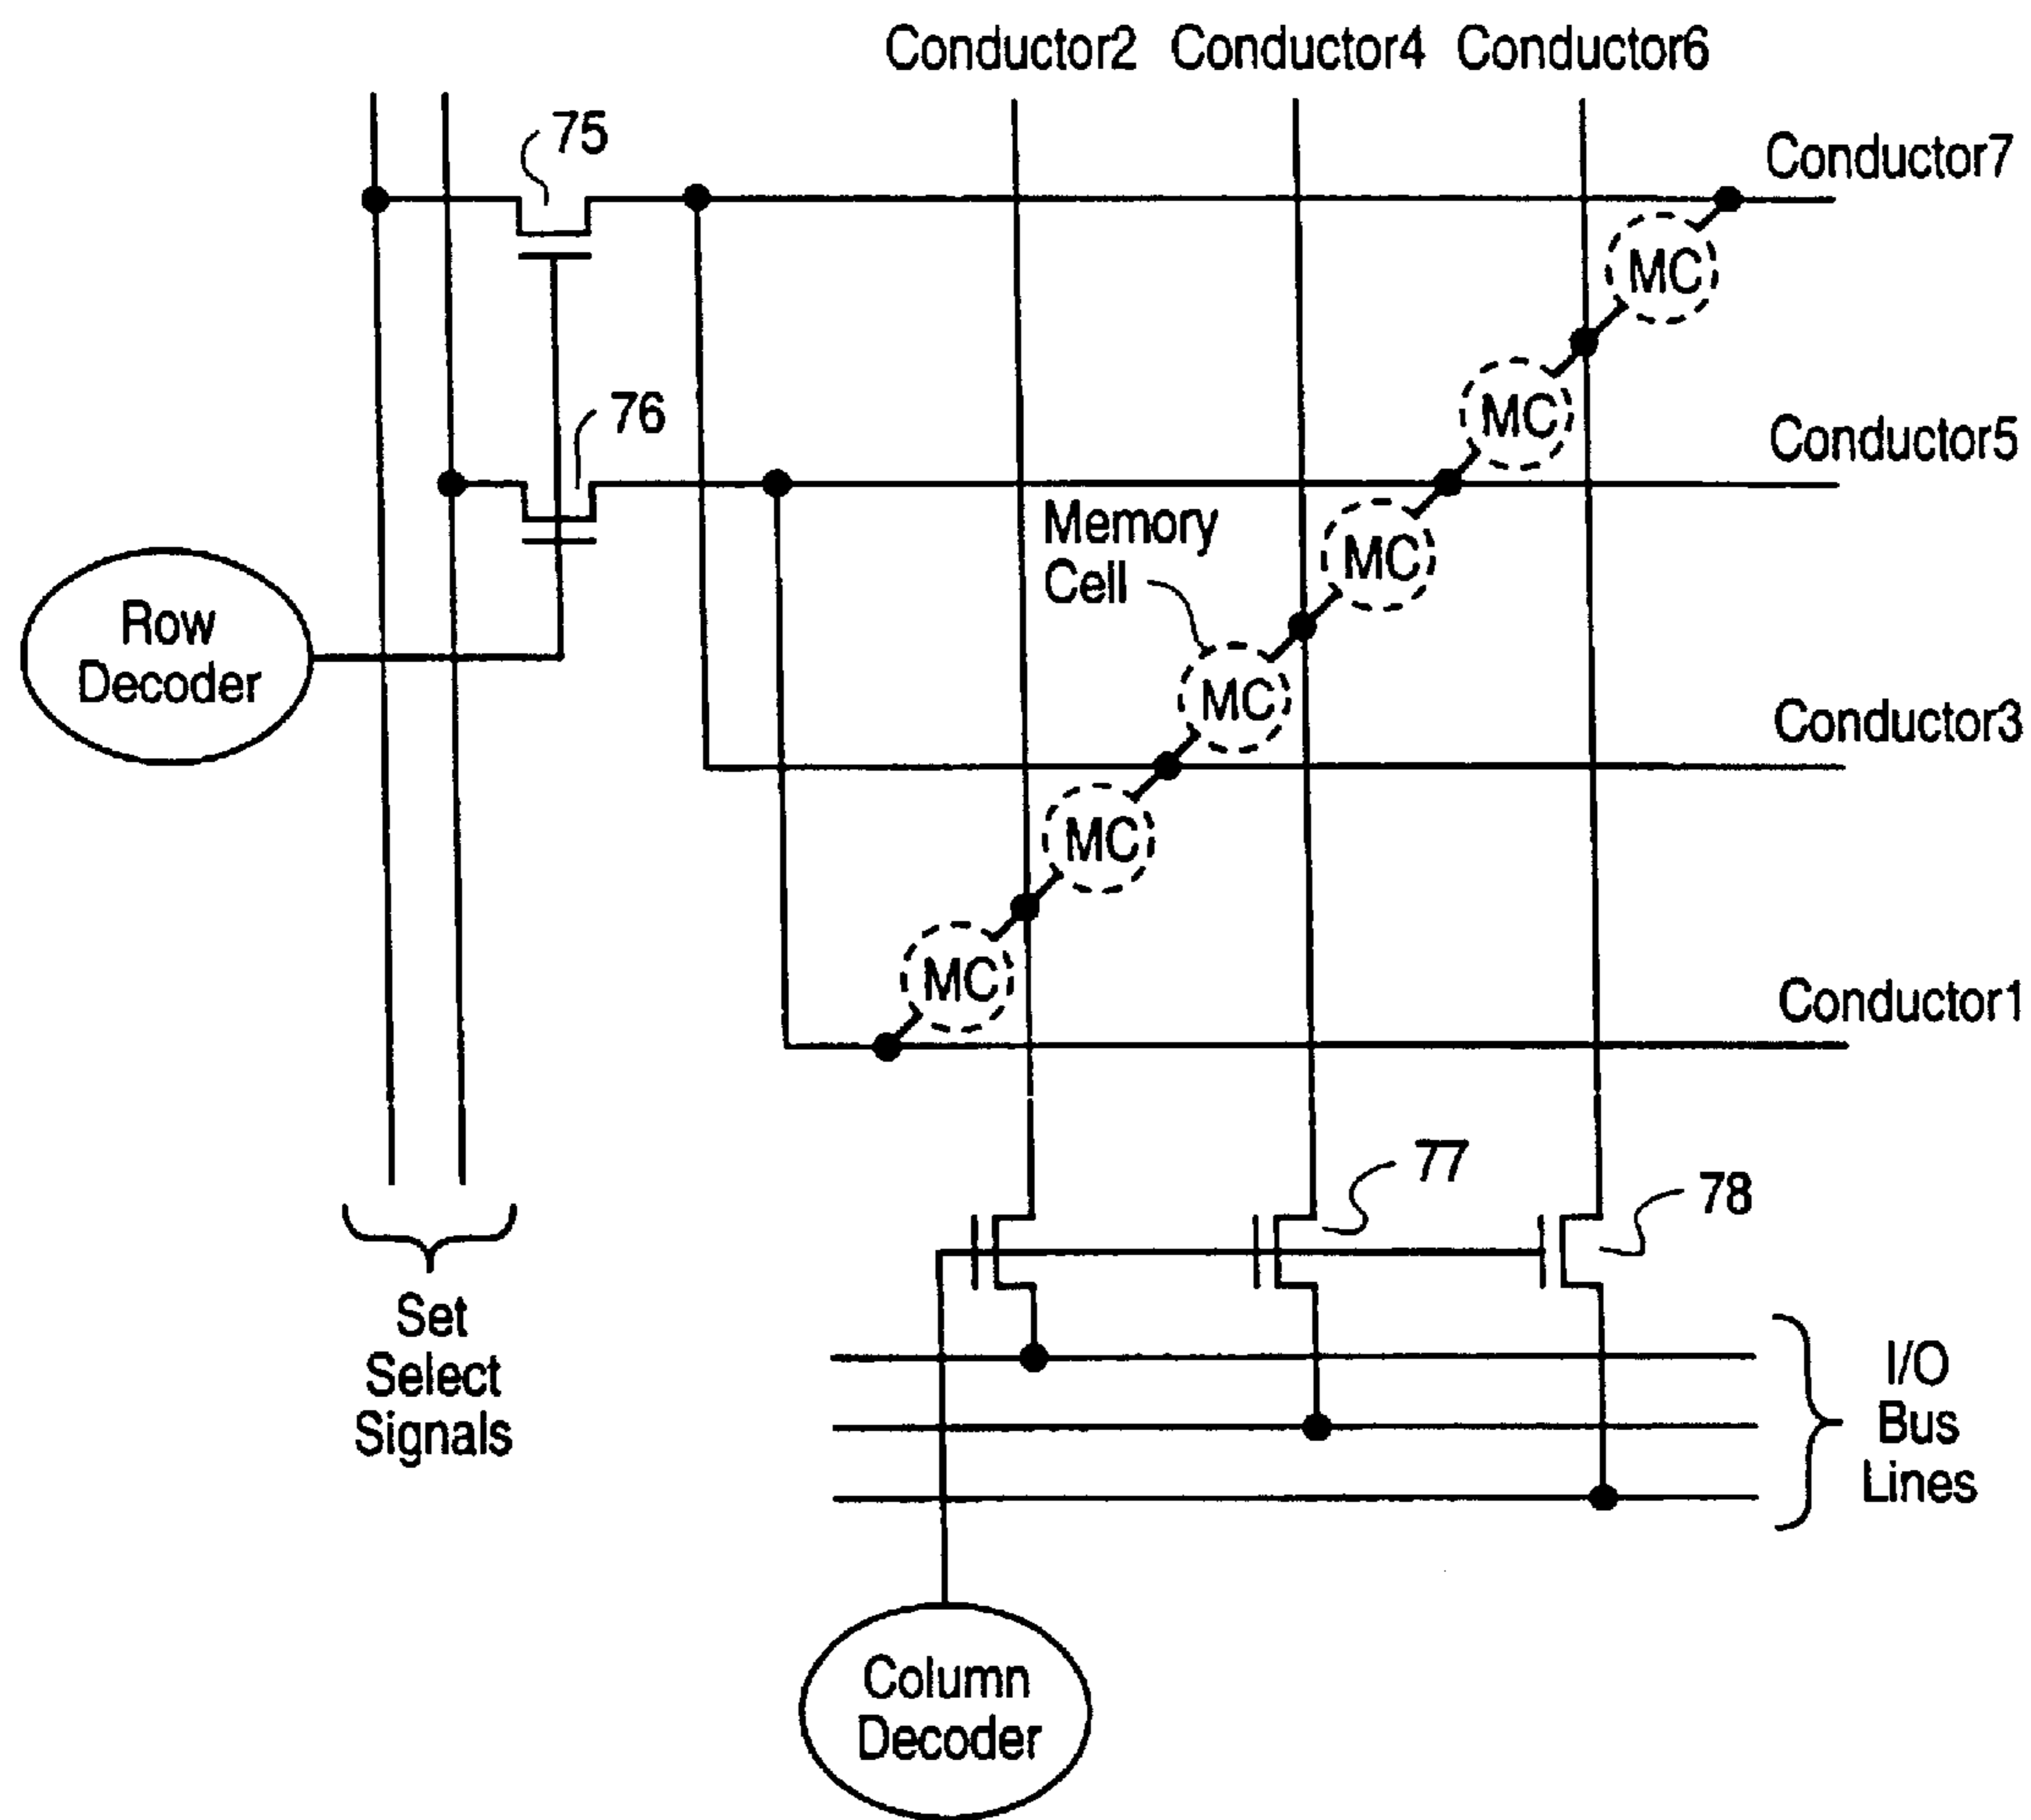 Conductor2 Conductor4 Conductor6
75
Conductor7
MC
76
MC
Conductor5
Memory
Cell
MC
Row
Decoder
MC
Conductor3
MC
MC
Conductor1
77
78
Set
Select
Signals
I/O
Bus
Lines
Column
Decoder